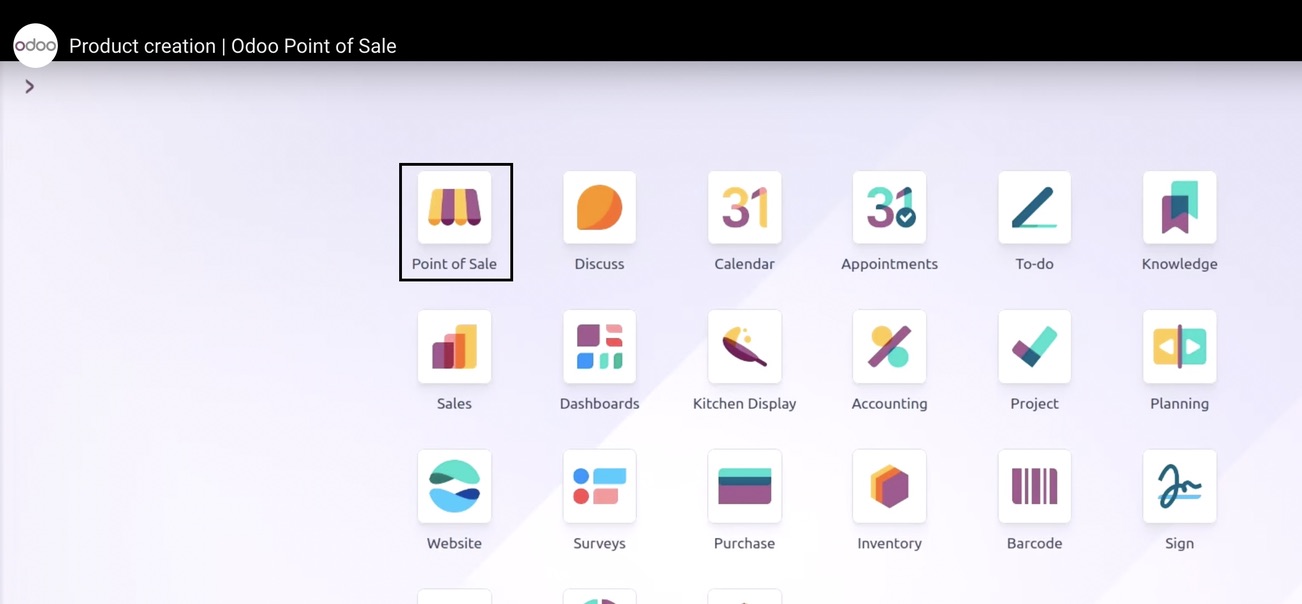 odoo Product creation | Odoo Point of Sale
31 31
Point of Sale Discuss Calendar Appointments To-do Knowledge
Sales Dashboards Kitchen Display Accounting Project Planning
Website Surveys Purchase Inventory Barcode Sign